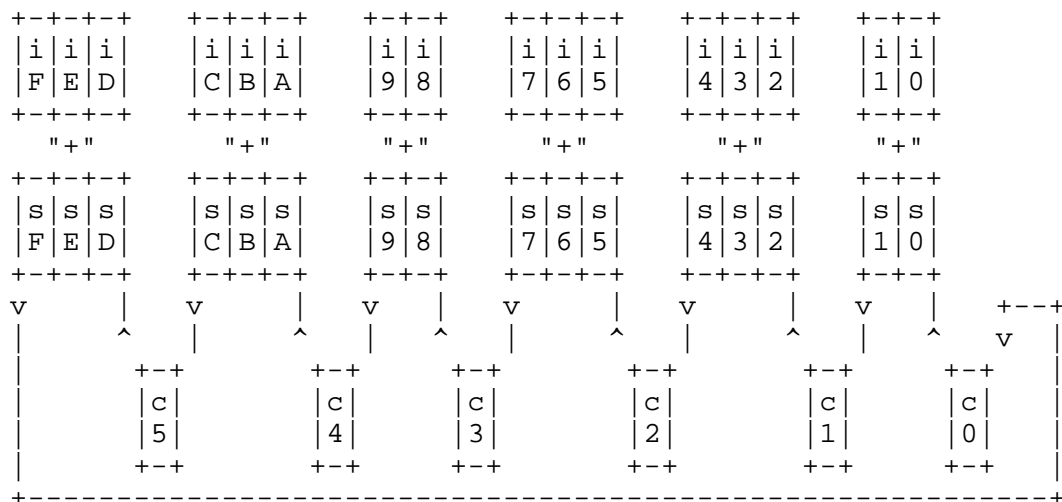 +-+-+-+   +-+-+-+   +-+-+   +-+-+-+   +-+-+-+   +-+-+
|i|i|i|   |i|i|i|   |i|i|   |i|i|i|   |i|i|i|   |i|i|
|F|E|D|   |C|B|A|   |9|8|   |7|6|5|   |4|3|2|   |1|0|
+-+-+-+   +-+-+-+   +-+-+   +-+-+-+   +-+-+-+   +-+-+
  "+"       "+"      "+"      "+"       "+"      "+"
+-+-+-+   +-+-+-+   +-+-+   +-+-+-+   +-+-+-+   +-+-+
|s|s|s|   |s|s|s|   |s|s|   |s|s|s|   |s|s|s|   |s|s|
|F|E|D|   |C|B|A|   |9|8|   |7|6|5|   |4|3|2|   |1|0|
+-+-+-+   +-+-+-+   +-+-+   +-+-+-+   +-+-+-+   +-+-+
v     |   v     |   v   |   v     |   v     |   v   |   +--+
|     ^   |     ^   |   ^   |     ^   |     ^   |   ^   v  |
|      +-+       +-+     +-+       +-+       +-+     +-+   |
|      |c|       |c|     |c|       |c|       |c|     |c|   |
|      |5|       |4|     |3|       |2|       |1|     |0|   |
|      +-+       +-+     +-+       +-+       +-+     +-+   |
+----------------------------------------------------------+